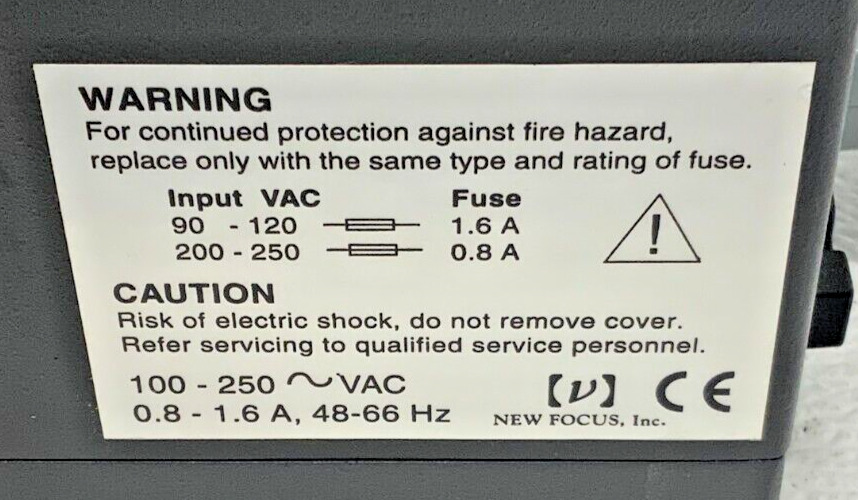 WARNING
For continued protection against fire hazard,
replace only with the same type and rating of fuse.
Input VAC Fuse
90 - 120 1.6 A
200 - 250 0.8 A
!
CAUTION
Risk of electric shock, do not remove cover.
Refer servicing to qualified service personnel.
100 - 250 ∼ VAC
0.8 - 1.6 A, 48-66 Hz
[ν] CE
NEW FOCUS, Inc.